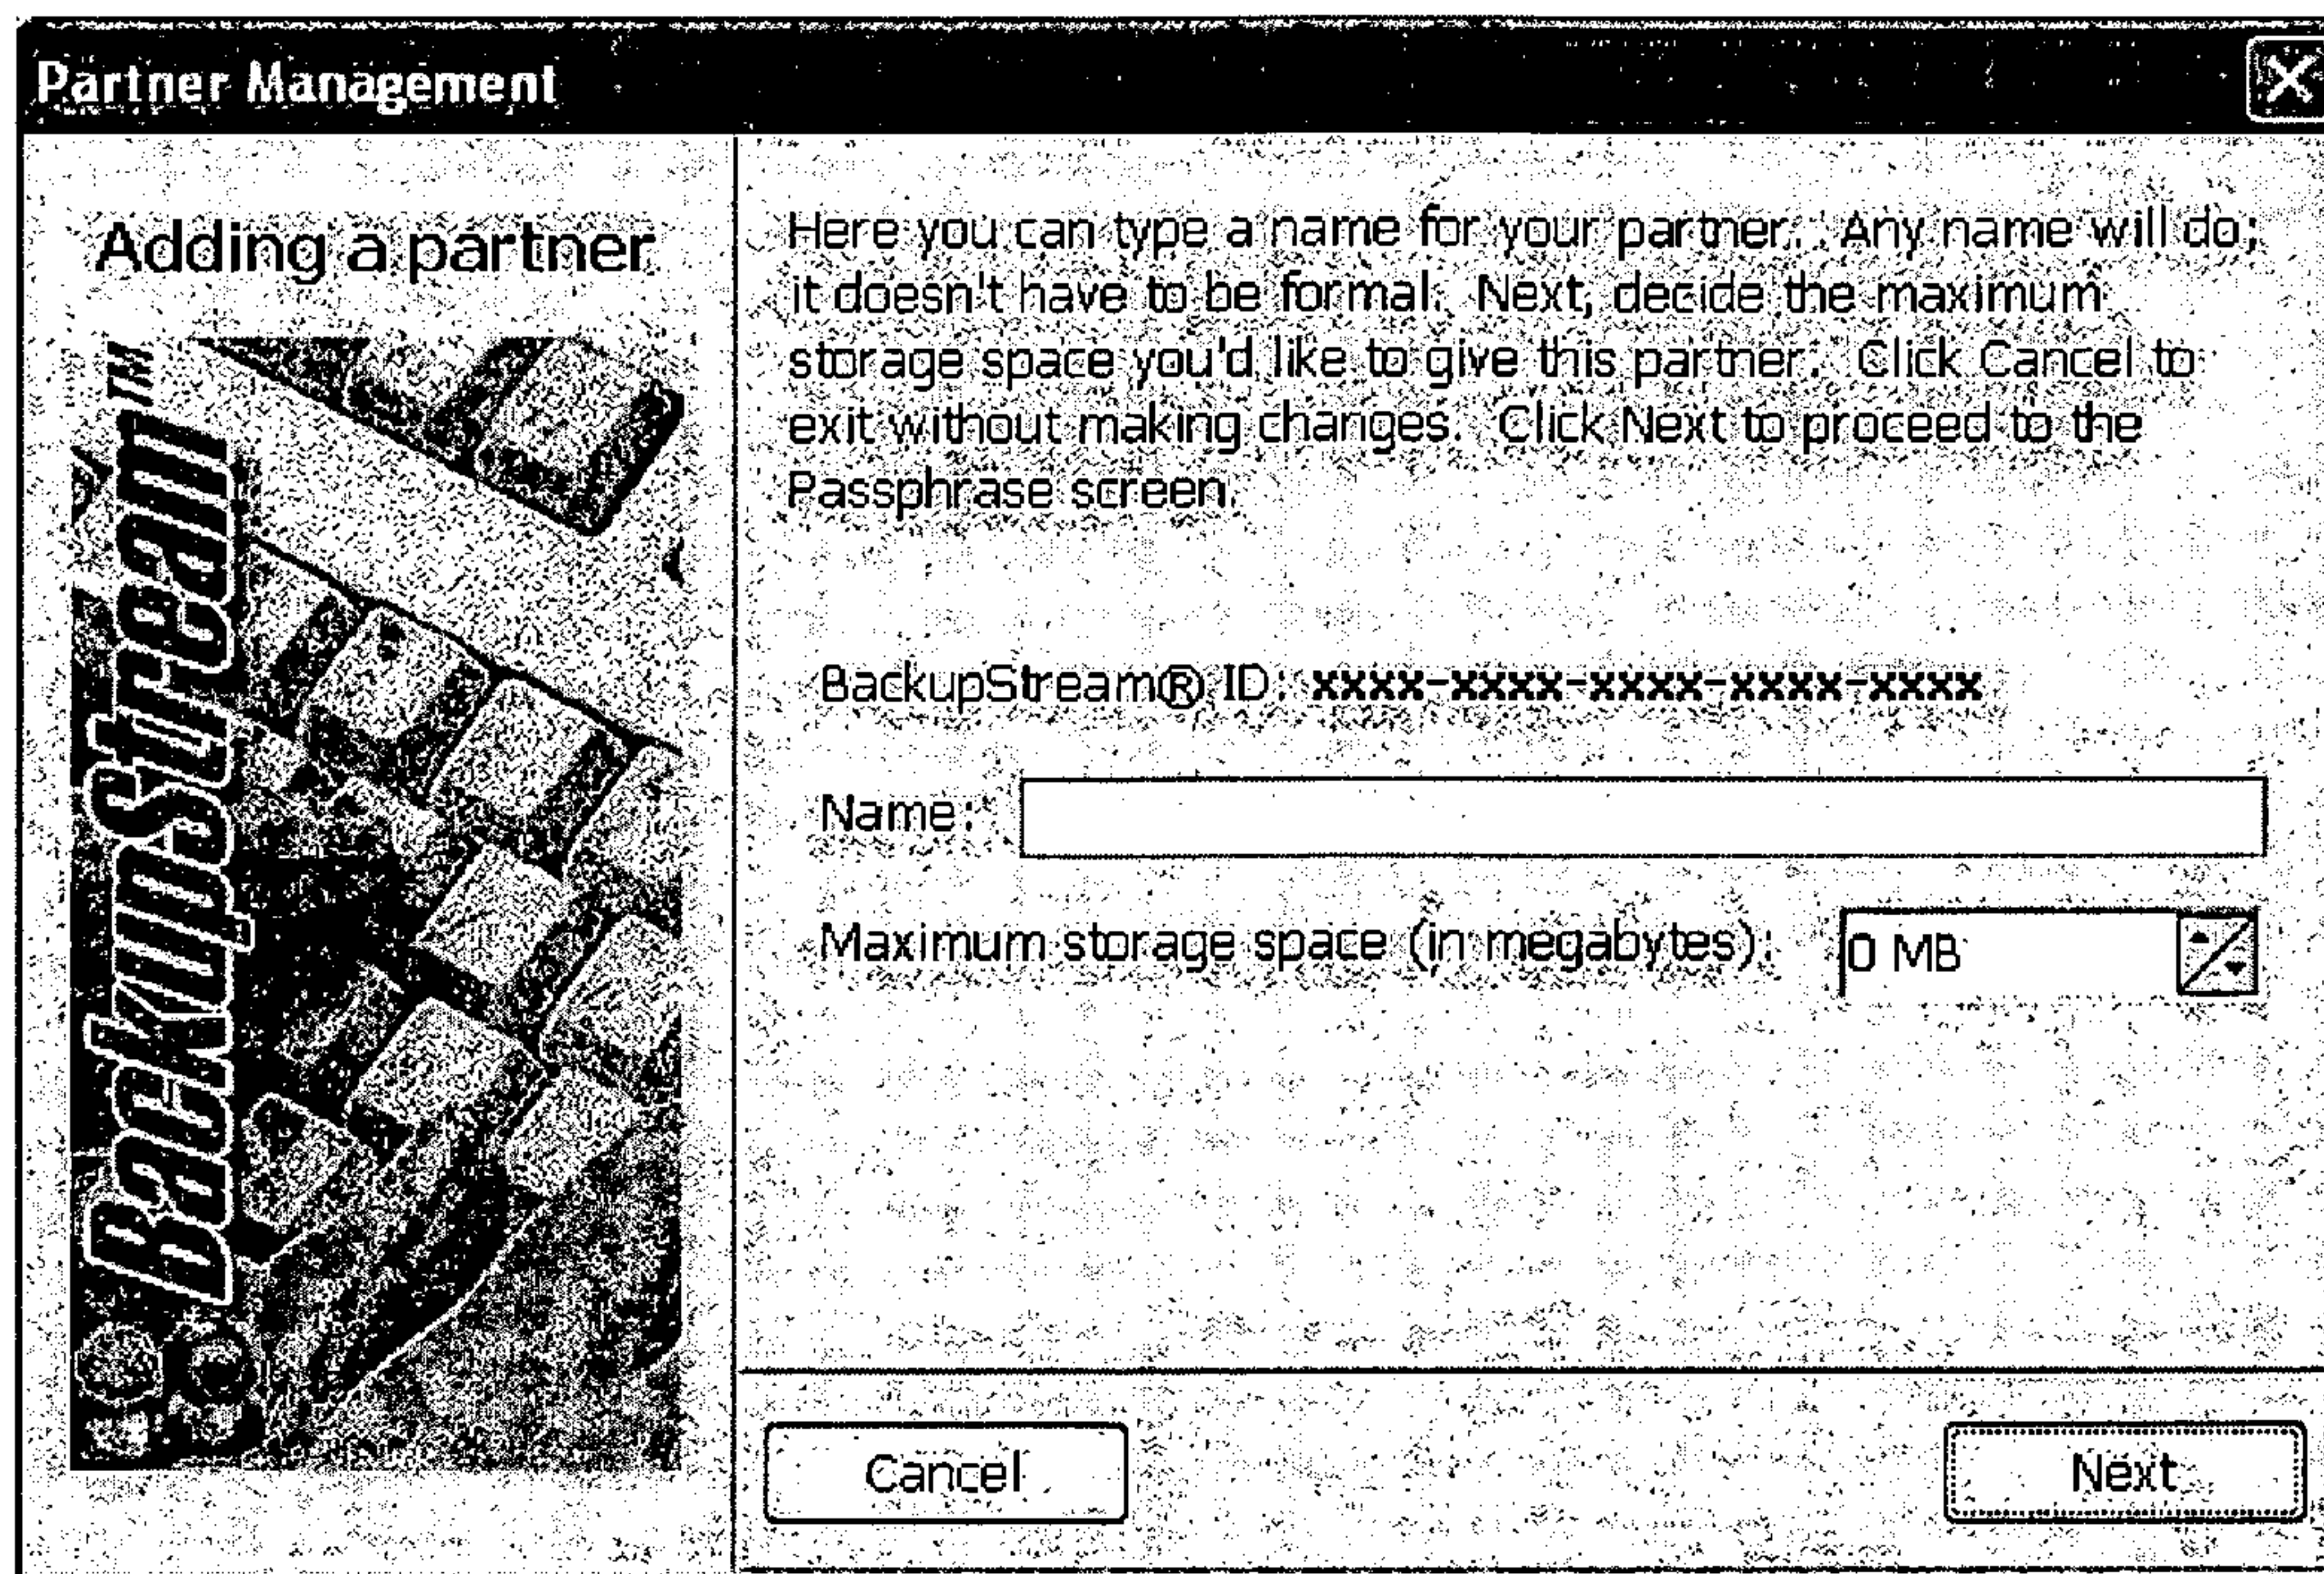 Partner Management
Adding a partner
BackupStream™
Here you can type a name for your partner. Any name will do;
it doesn't have to be formal. Next, decide the maximum
storage space you'd like to give this partner. Click Cancel to
exit without making changes. Click Next to proceed to the
Passphrase screen.
BackupStream® ID: xxxx-xxxx-xxxx-xxxx-xxxx
Name:
Maximum storage space (in megabytes): 0 MB
Cancel Next